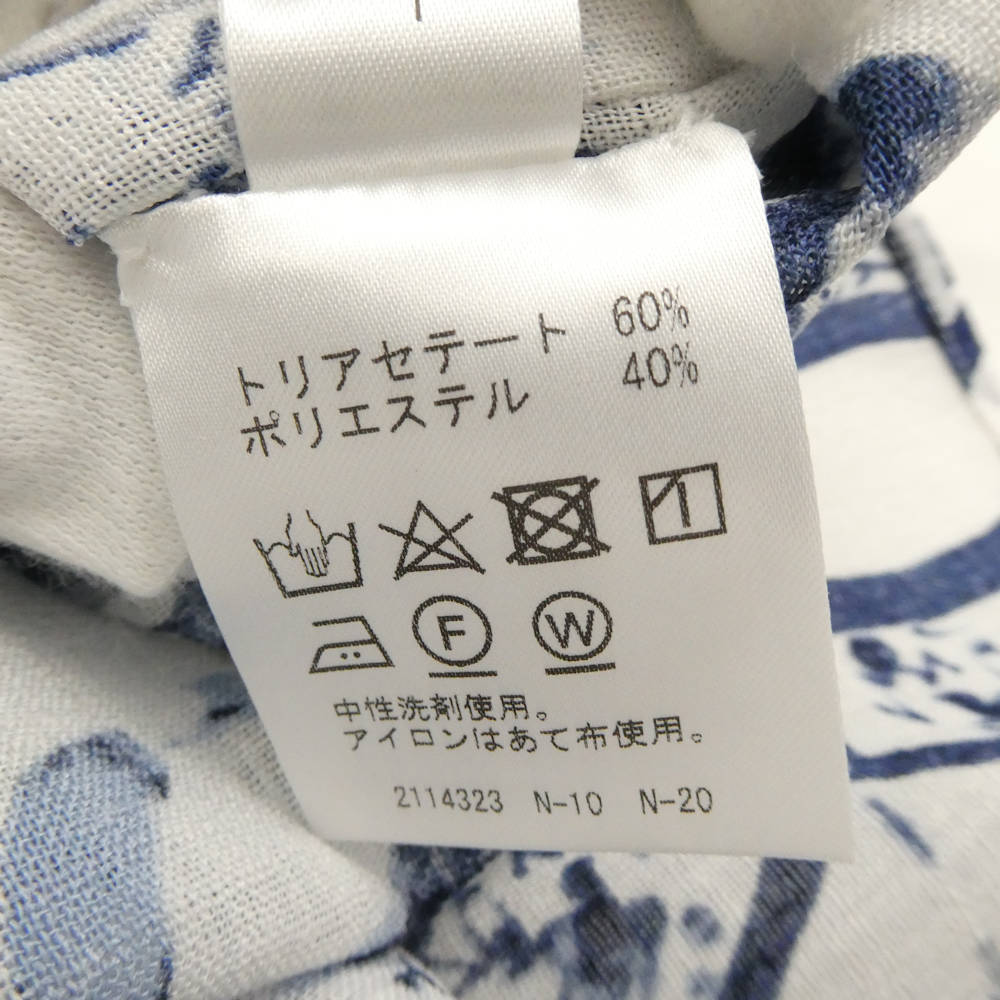 トリアセテート 60%
ポリエステル 40%
F W
中性洗剤使用。
アイロンはあて布使用。
2114323 N-10 N-20